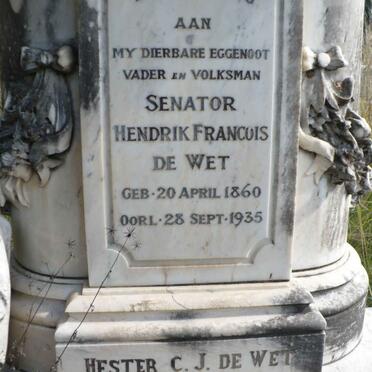 AAN
MY DIERBARE EGGENOOT
VADER EN VOLKSMAN
SENATOR
HENDRIK FRANCOIS
DE WET
GEB · 20 APRIL 1860
OORL · 28 SEPT · 1935
HESTER C. J. DE WET